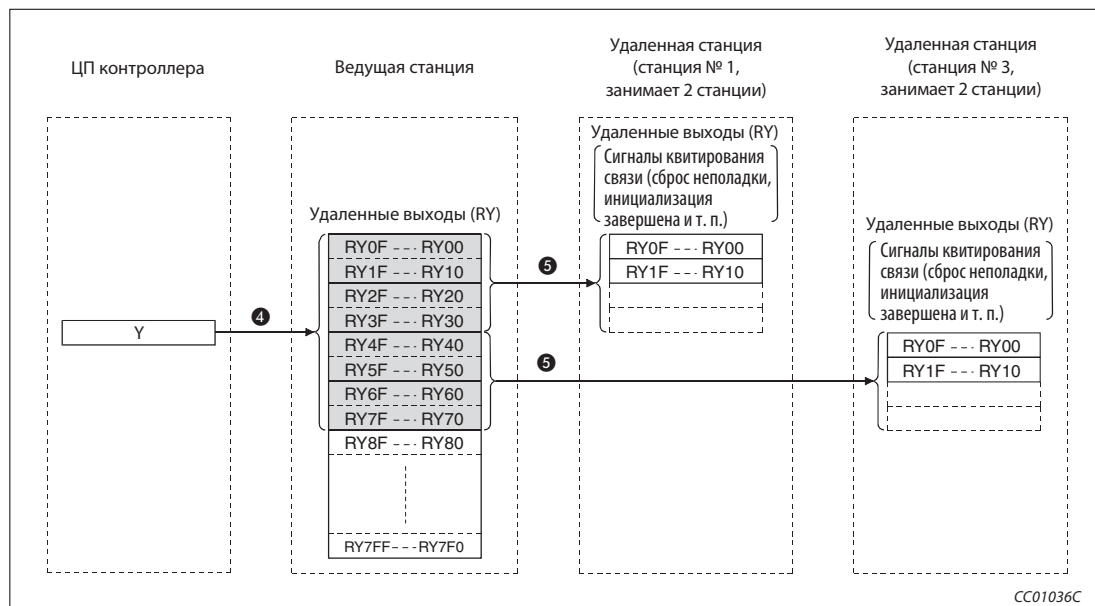 ЦП контроллера
Ведущая станция
Удаленная станция
(станция № 1,
занимает 2 станции)
Удаленная станция
(станция № 3,
занимает 2 станции)
Y
4
Удаленные выходы (RY)
RY0F --- RY00
RY1F --- RY10
RY2F --- RY20
RY3F --- RY30
RY4F --- RY40
RY5F --- RY50
RY6F --- RY60
RY7F --- RY70
RY8F --- RY80
RY7FF --- RY7F0
5
5
Удаленные выходы (RY)
Сигналы квитирования
связи (сброс неполадки,
инициализация
завершена и т. п.)
RY0F --- RY00
RY1F --- RY10
Удаленные выходы (RY)
Сигналы квитирования
связи (сброс неполадки,
инициализация
завершена и т. п.)
RY0F --- RY00
RY1F --- RY10
CC01036C